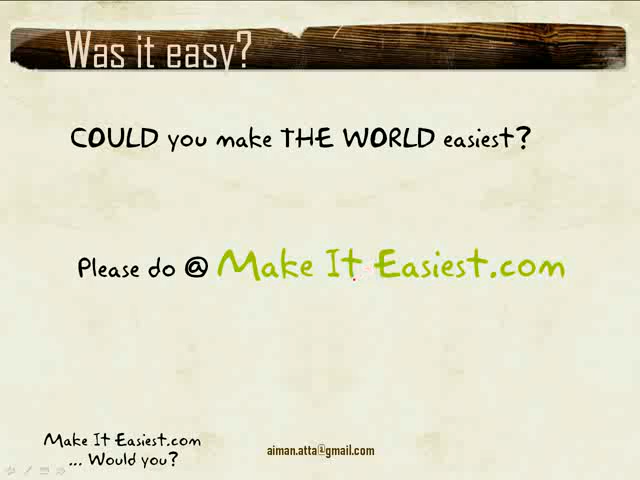 Was it easy?
COULD you make THE WORLD easiest?
Please do @ Make It Easiest.com
Make It Easiest.com
... Would you?
aiman.atta@gmail.com